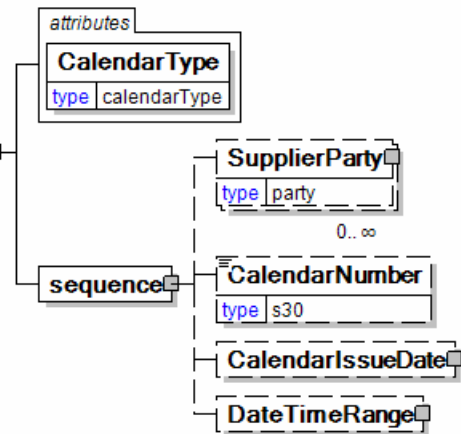 attributes
CalendarType
type calendarType
SupplierParty
type party
0.. ∞
sequence
CalendarNumber
type s30
CalendarIssueDate
DateTimeRange